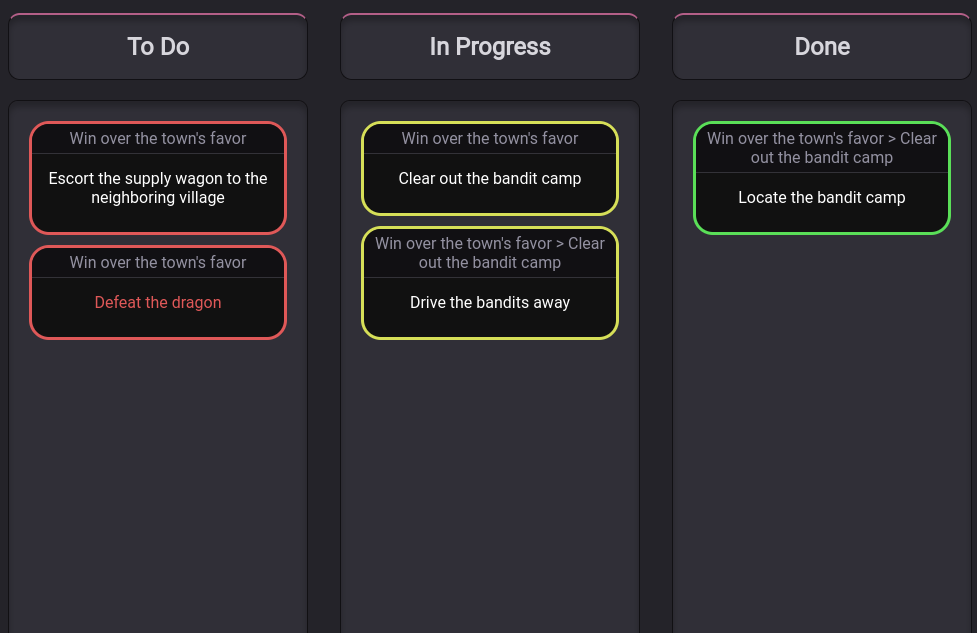 To Do
Win over the town's favor
Escort the supply wagon to the
neighboring village
Win over the town's favor
Defeat the dragon
In Progress
Win over the town's favor
Clear out the bandit camp
Win over the town's favor > Clear
out the bandit camp
Drive the bandits away
Done
Win over the town's favor > Clear
out the bandit camp
Locate the bandit camp